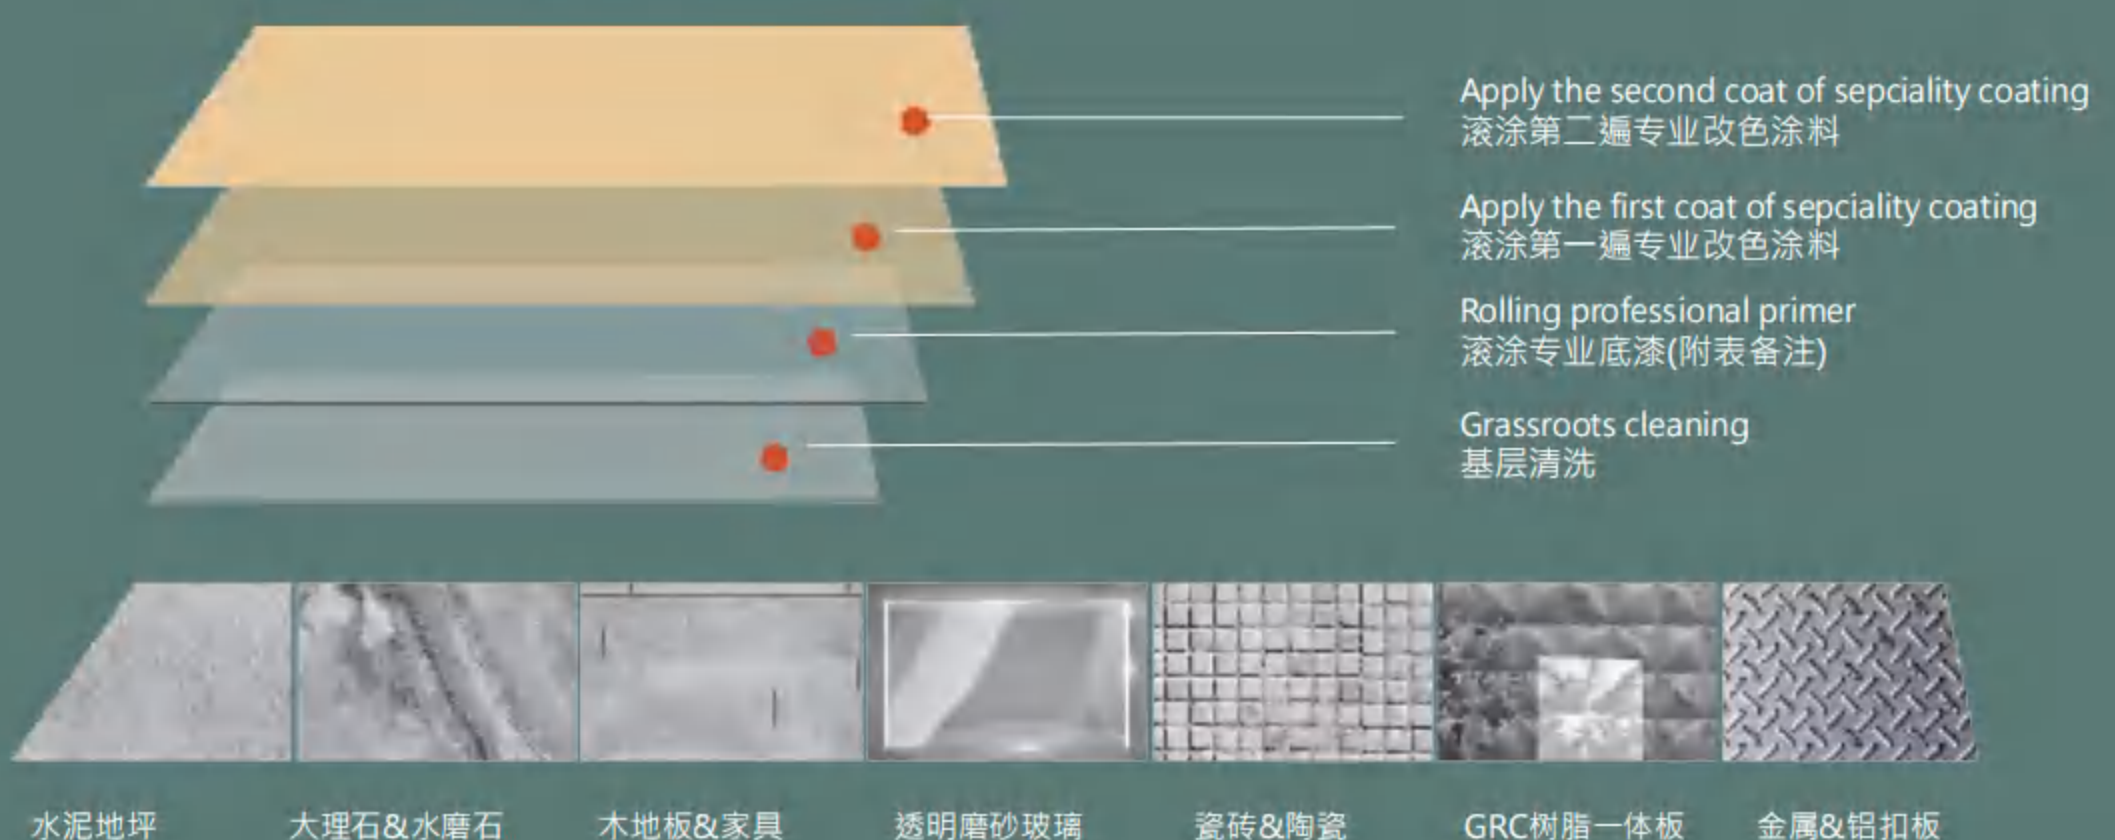 Apply the second coat of sepciality coating
滚涂第二遍专业改色涂料
Apply the first coat of sepciality coating
滚涂第一遍专业改色涂料
Rolling professional primer
滚涂专业底漆(附表备注)
Grassroots cleaning
基层清洗
水泥地坪
大理石&水磨石
木地板&家具
透明磨砂玻璃
瓷砖&陶瓷
GRC树脂一体板
金属&铝扣板